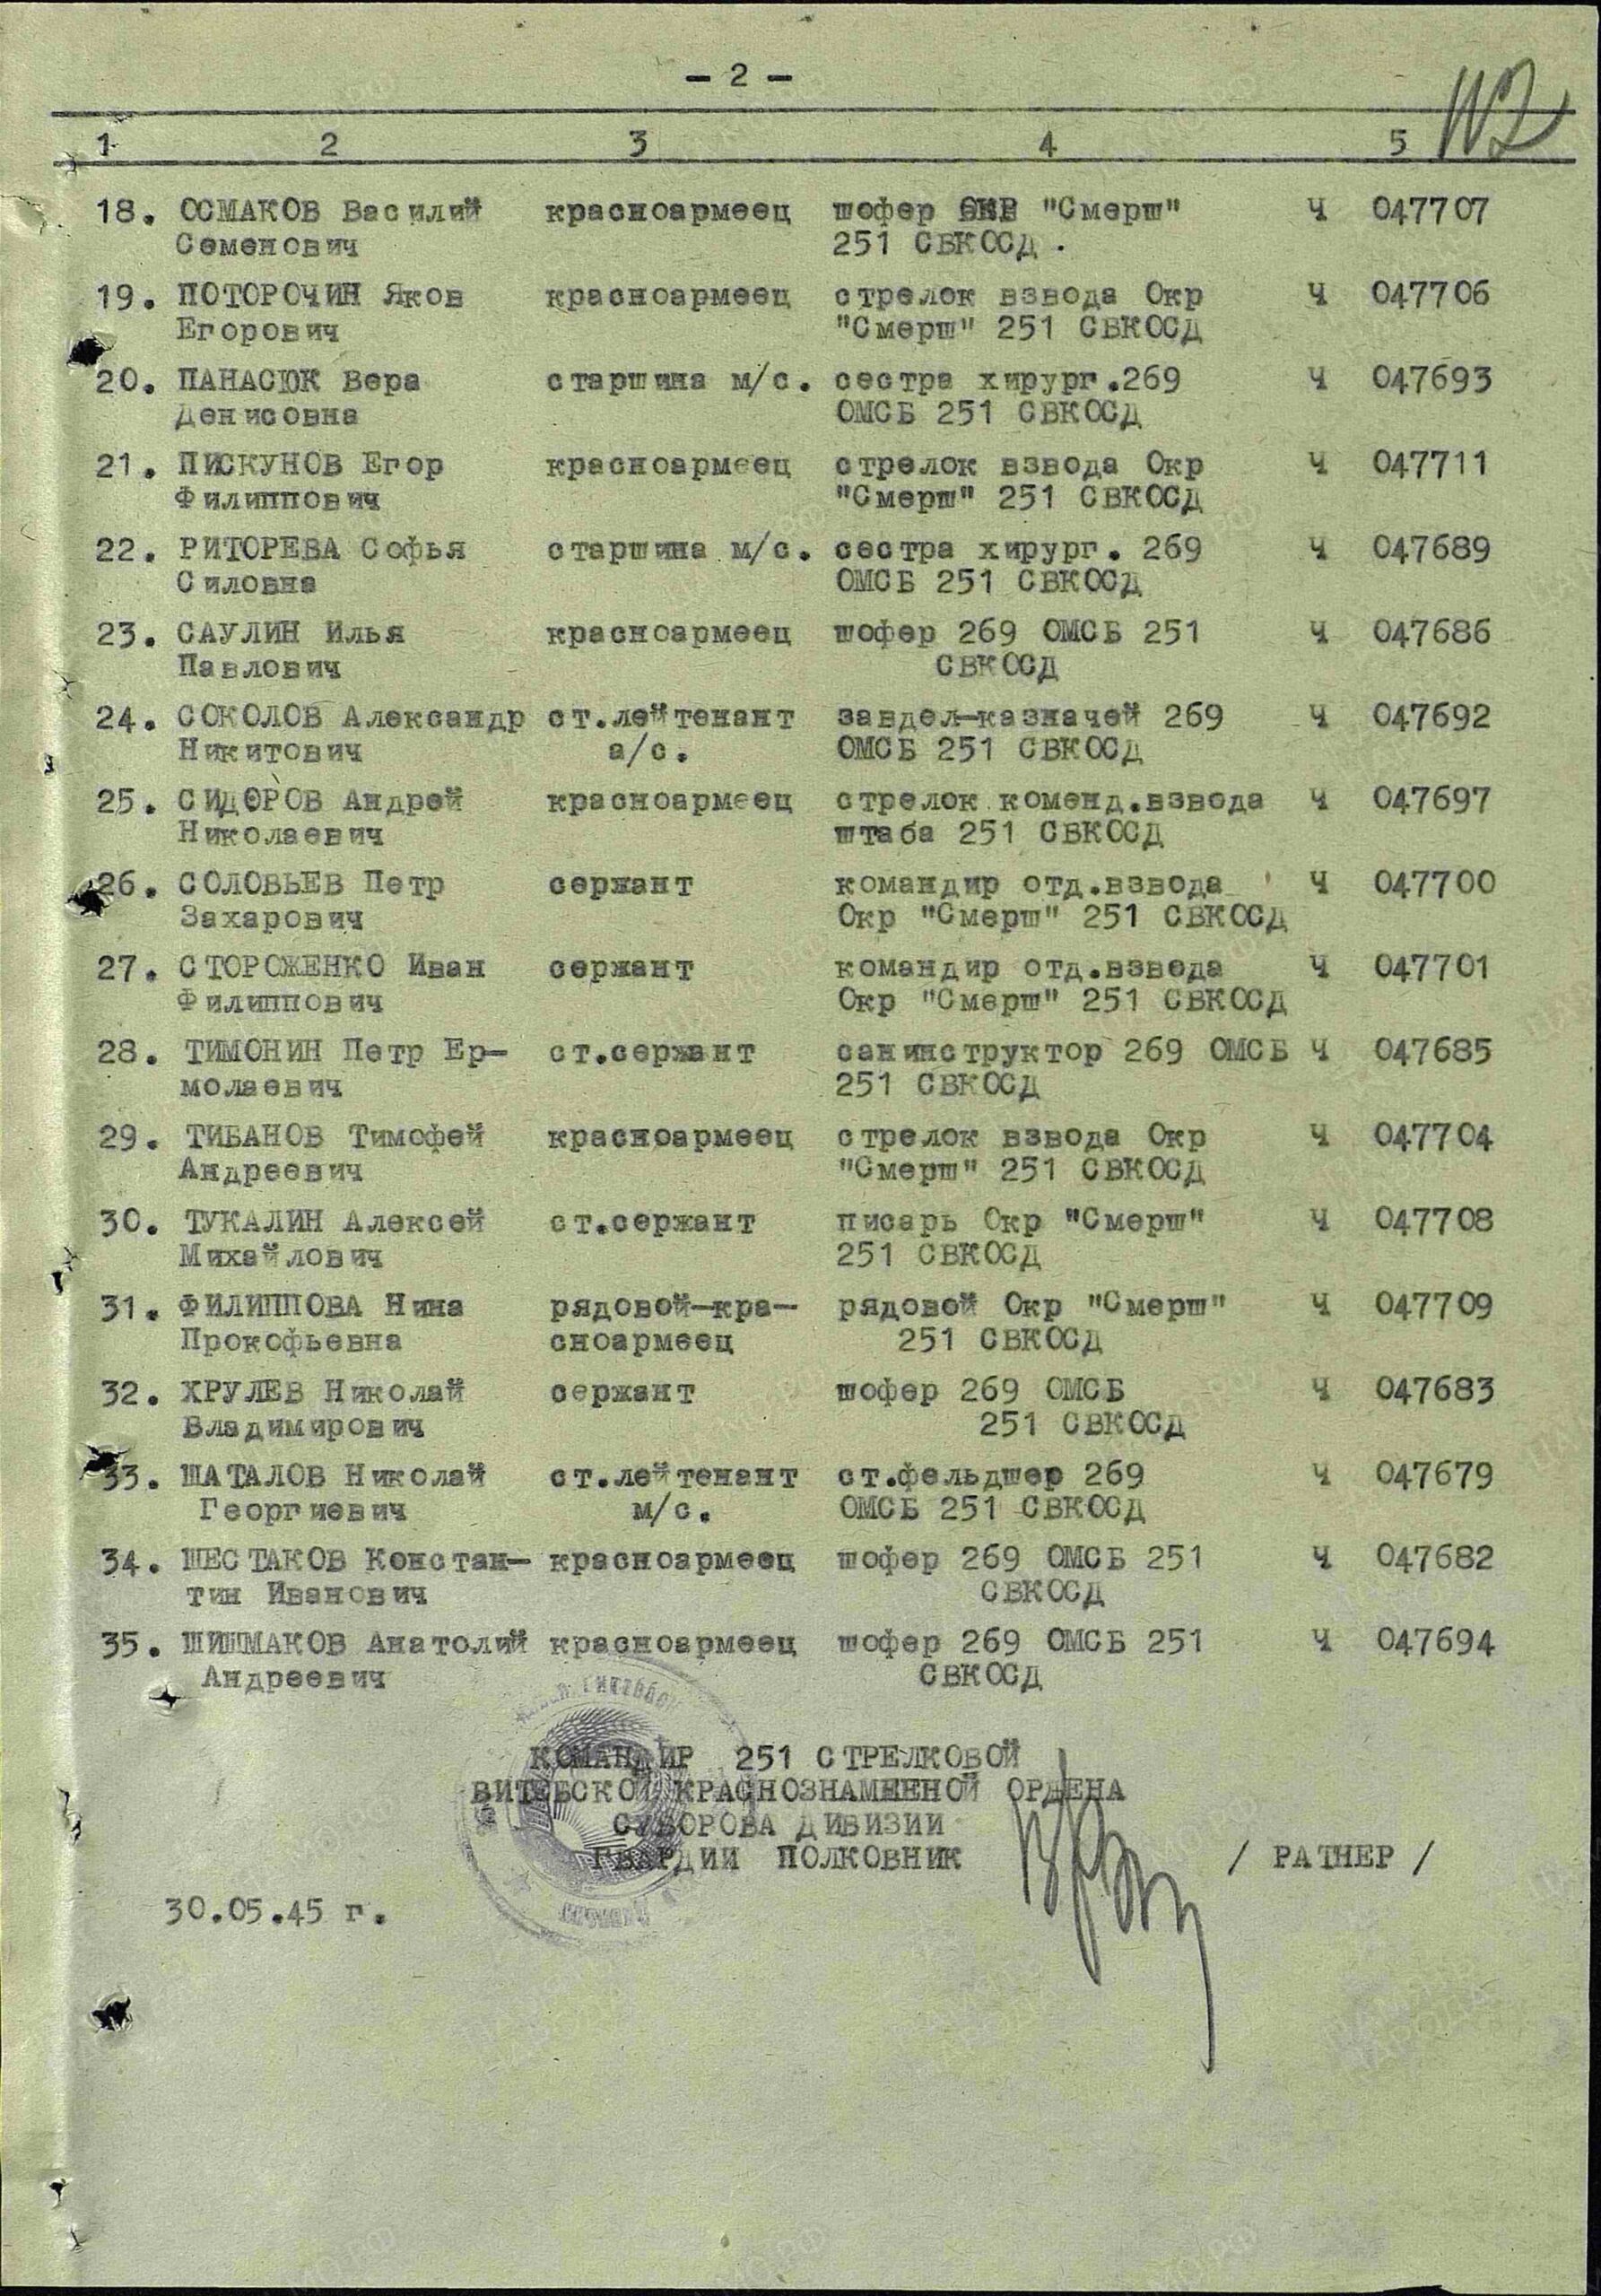 - 2 -
1 2 3 4 5
18. ОСМАКОВ Василий красноармеец шофер ОКР "Смерш" Ч 047707
Семенович 251 СВКОСД.
19. ПОТОРОЧИН Яков красноармеец стрелок взвода Окр Ч 047706
Егорович "Смерш" 251 СВКОСД
20. ПАНАСЮК Вера старшина м/с. сестра хирург.269 Ч 047693
Денисовна ОМСБ 251 СВКОСД
21. ПИСКУНОВ Егор красноармеец стрелок взвода Окр Ч 047711
Филиппович "Смерш" 251 СВКОСД
22. РИТОРЕВА Софья старшина м/с. сестра хирург. 269 Ч 047689
Силовна ОМСБ 251 СВКОСД
23. САУЛИН Илья красноармеец шофер 269 ОМСБ 251 Ч 047686
Павлович СВКОСД
24. СОКОЛОВ Александр ст.лейтенант завдел-казначей 269 Ч 047692
Никитович а/с. ОМСБ 251 СВКОСД
25. СИДОРОВ Андрей красноармеец стрелок коменд.взвода Ч 047697
Николаевич штаба 251 СВКОСД
26. СОЛОВЬЕВ Петр сержант командир отд.взвода Ч 047700
Захарович Окр "Смерш" 251 СВКОСД
27. СТОРОЖЕНКО Иван сержант командир отд.взвода Ч 047701
Филиппович Окр "Смерш" 251 СВКОСД
28. ТИМОНИН Петр Ер- ст.сержант санинструктор 269 ОМСБ Ч 047685
молаевич 251 СВКОСД
29. ТИБАНОВ Тимофей красноармеец стрелок взвода Окр Ч 047704
Андреевич "Смерш" 251 СВКОСД
30. ТУКАЛИН Алексей ст.сержант писарь Окр "Смерш" Ч 047708
Михайлович 251 СВКОСД
31. ФИЛИППОВА Нина рядовой-кра- рядовой Окр "Смерш" Ч 047709
Прокофьевна сноармеец 251 СВКОСД
32. ХРУЛЕВ Николай сержант шофер 269 ОМСБ Ч 047683
Владимирович 251 СВКОСД
33. ШАТАЛОВ Николай ст.лейтенант ст.фельдшер 269 Ч 047679
Георгиевич м/с. ОМСБ 251 СВКОСД
34. ШЕСТАКОВ Констан- красноармеец шофер 269 ОМСБ 251 Ч 047682
тин Иванович СВКОСД
35. ШИШМАКОВ Анатолий красноармеец шофер 269 ОМСБ 251 Ч 047694
Андреевич СВКОСД
КОМАНДИР 251 СТРЕЛКОВОЙ
ВИТЕБСКОЙ КРАСНОЗНАМЕННОЙ ОРДЕНА
СУВОРОВА ДИВИЗИИ
ГВАРДИИ ПОЛКОВНИК / РАТНЕР /
30.05.45 г.